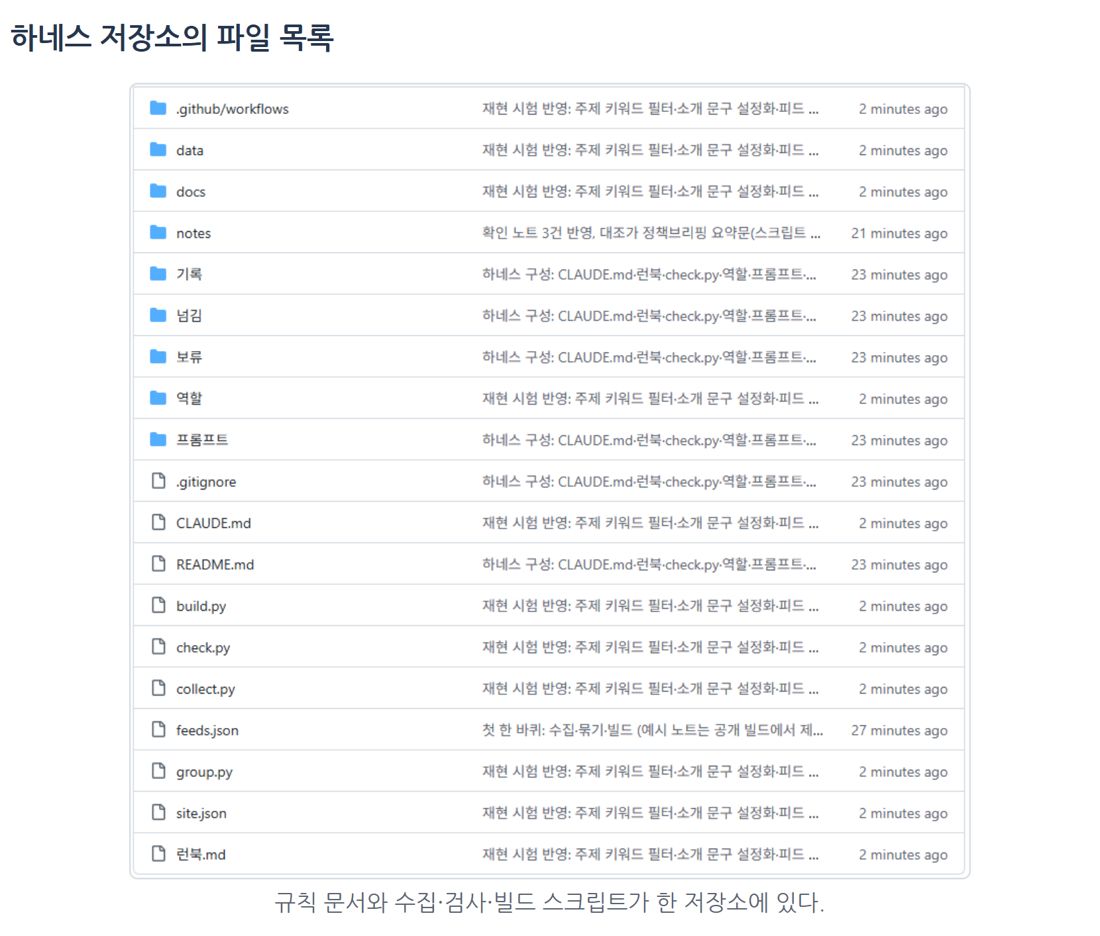 하네스 저장소의 파일 목록
.github/workflows 재현 시험 반영: 주제 키워드 필터·소개 문구 설정화·피드 ... 2 minutes ago
data 재현 시험 반영: 주제 키워드 필터·소개 문구 설정화·피드 ... 2 minutes ago
docs 재현 시험 반영: 주제 키워드 필터·소개 문구 설정화·피드 ... 2 minutes ago
notes 확인 노트 3건 반영, 대조가 정책브리핑 요약문(스크립트 ... 21 minutes ago
기록 하네스 구성: CLAUDE.md·런북·check.py·역할·프롬프트·... 23 minutes ago
넘김 하네스 구성: CLAUDE.md·런북·check.py·역할·프롬프트·... 23 minutes ago
보류 하네스 구성: CLAUDE.md·런북·check.py·역할·프롬프트·... 23 minutes ago
역할 재현 시험 반영: 주제 키워드 필터·소개 문구 설정화·피드 ... 2 minutes ago
프롬프트 하네스 구성: CLAUDE.md·런북·check.py·역할·프롬프트·... 23 minutes ago
.gitignore 하네스 구성: CLAUDE.md·런북·check.py·역할·프롬프트·... 23 minutes ago
CLAUDE.md 재현 시험 반영: 주제 키워드 필터·소개 문구 설정화·피드 ... 2 minutes ago
README.md 하네스 구성: CLAUDE.md·런북·check.py·역할·프롬프트·... 23 minutes ago
build.py 재현 시험 반영: 주제 키워드 필터·소개 문구 설정화·피드 ... 2 minutes ago
check.py 재현 시험 반영: 주제 키워드 필터·소개 문구 설정화·피드 ... 2 minutes ago
collect.py 재현 시험 반영: 주제 키워드 필터·소개 문구 설정화·피드 ... 2 minutes ago
feeds.json 첫 한 바퀴: 수집·묶기·빌드 (예시 노트는 공개 빌드에서 제... 27 minutes ago
group.py 재현 시험 반영: 주제 키워드 필터·소개 문구 설정화·피드 ... 2 minutes ago
site.json 재현 시험 반영: 주제 키워드 필터·소개 문구 설정화·피드 ... 2 minutes ago
런북.md 재현 시험 반영: 주제 키워드 필터·소개 문구 설정화·피드 ... 2 minutes ago
규칙 문서와 수집·검사·빌드 스크립트가 한 저장소에 있다.